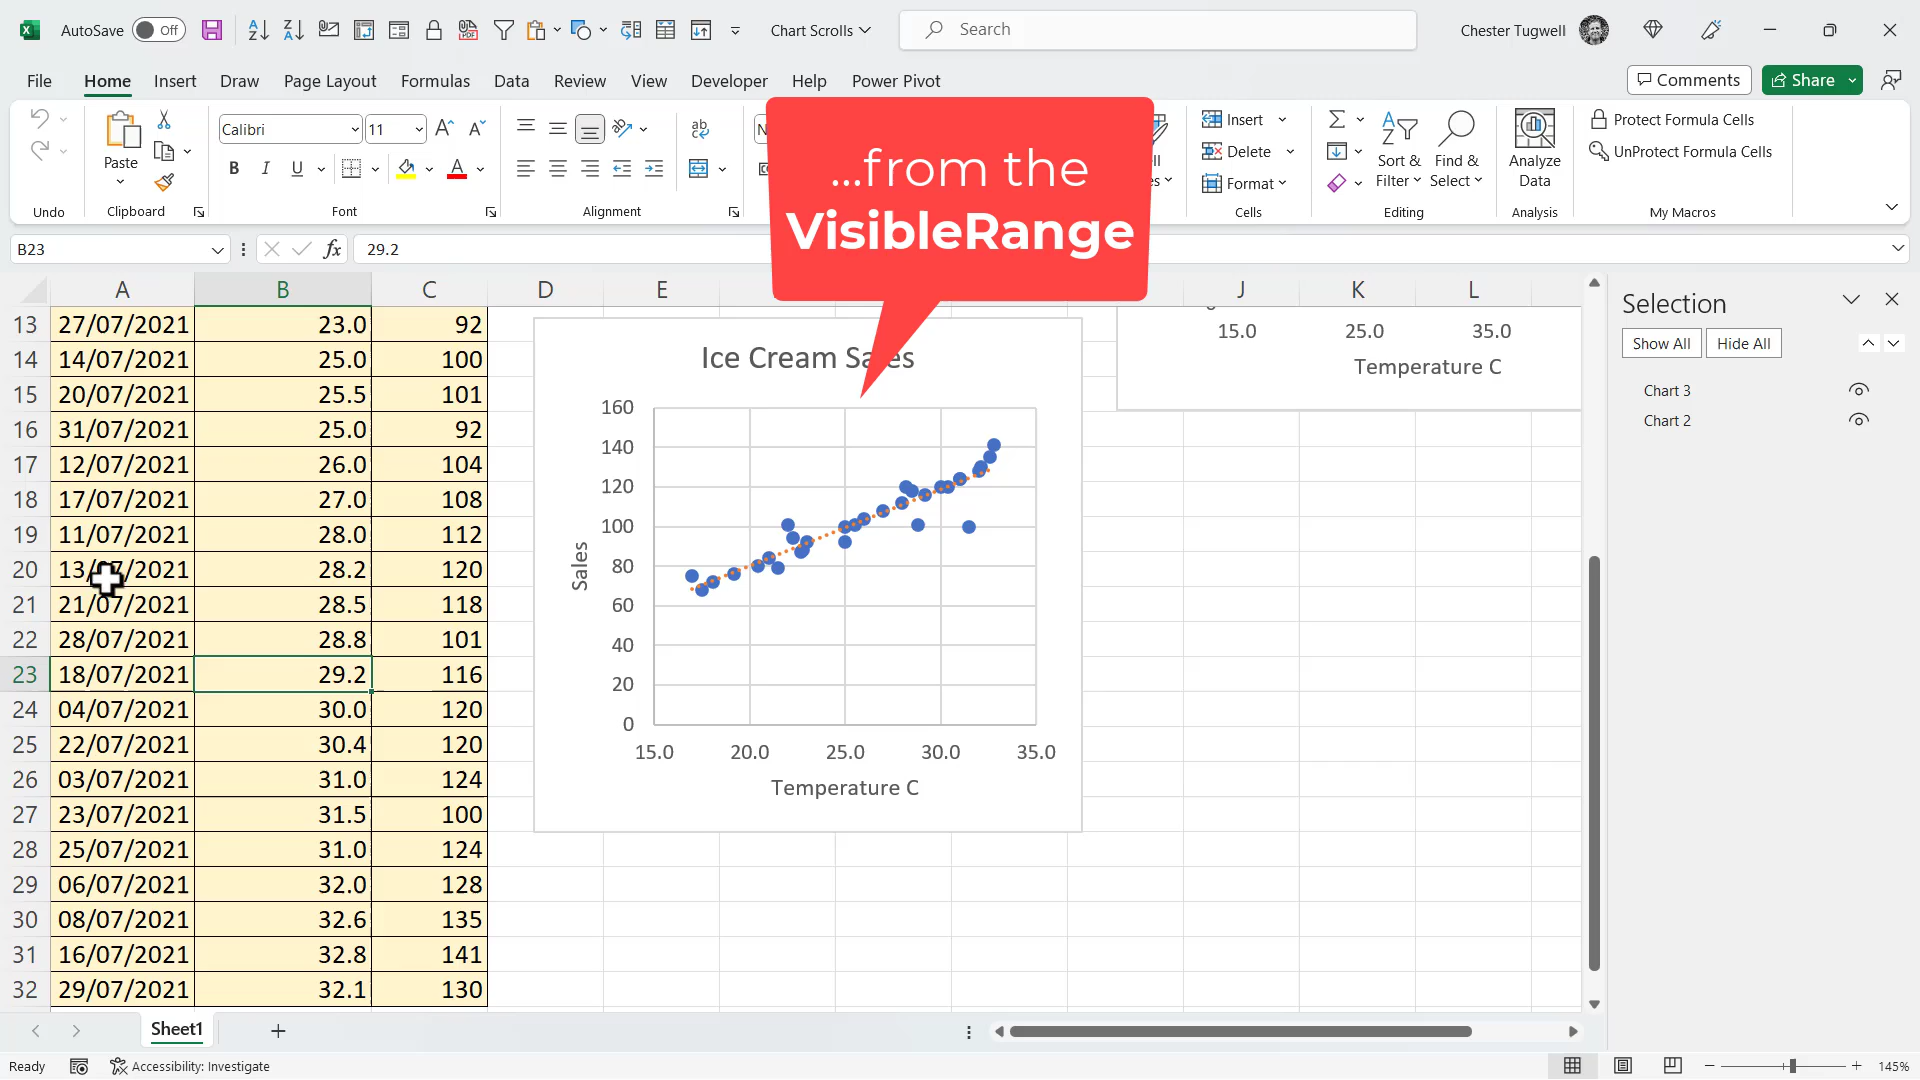 AutoSave Off Chart Scrolls Search Chester Tugwell
File Home Insert Draw Page Layout Formulas Data Review View Developer Help Power Pivot Comments Share
Paste
Calibri 11
B I U A
ab
Insert
Delete
Format
Sort & Filter
Find & Select
Analyze Data
Protect Formula Cells
UnProtect Formula Cells
Undo Clipboard Font Alignment Cells Editing Analysis My Macros
...from the
VisibleRange
B23 fx 29.2
A B C D E J K L
13 27/07/2021 23.0 92
14 14/07/2021 25.0 100
15 20/07/2021 25.5 101
16 31/07/2021 25.0 92
17 12/07/2021 26.0 104
18 17/07/2021 27.0 108
19 11/07/2021 28.0 112
20 13/07/2021 28.2 120
21 21/07/2021 28.5 118
22 28/07/2021 28.8 101
23 18/07/2021 29.2 116
24 04/07/2021 30.0 120
25 22/07/2021 30.4 120
26 03/07/2021 31.0 124
27 23/07/2021 31.5 100
28 25/07/2021 31.0 124
29 06/07/2021 32.0 128
30 08/07/2021 32.6 135
31 16/07/2021 32.8 141
32 29/07/2021 32.1 130
Ice Cream Sales
Sales
160
140
120
100
80
60
40
20
0
15.0 20.0 25.0 30.0 35.0
Temperature C
15.0 25.0 35.0
Temperature C
Selection
Show All Hide All
Chart 3
Chart 2
Sheet1
Ready Accessibility: Investigate 145%